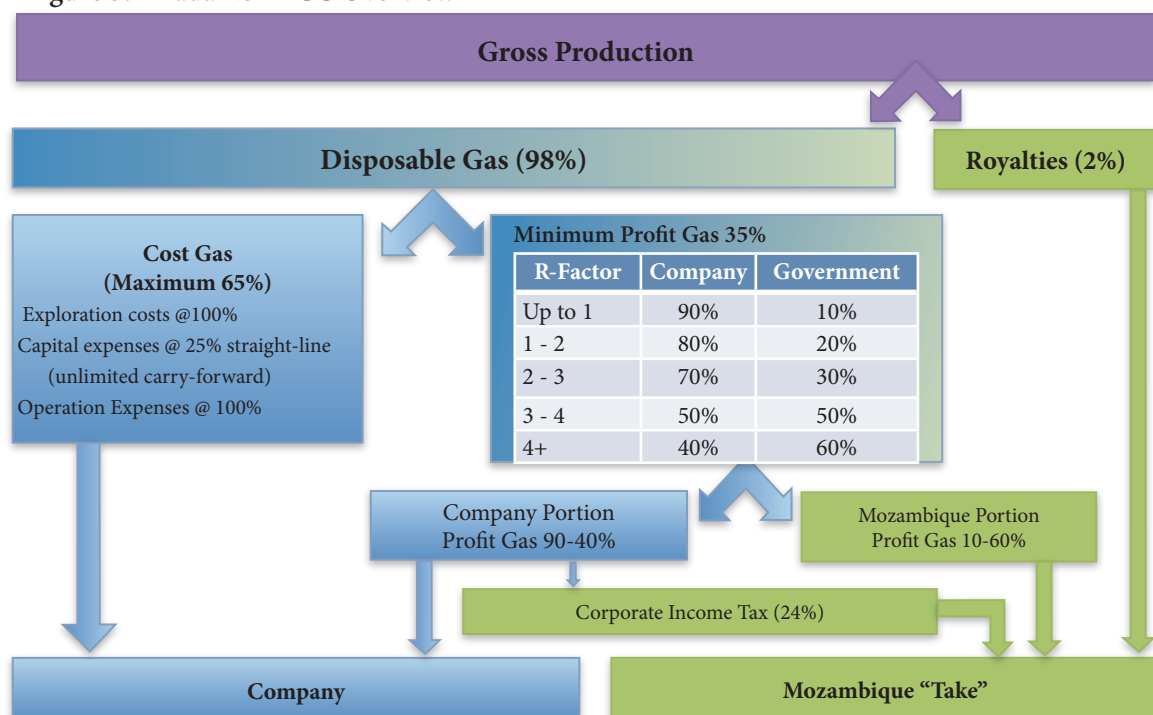 Gross Production
Disposable Gas (98%)
Royalties (2%)
Cost Gas
(Maximum 65%)
Exploration costs @100%
Capital expenses @ 25% straight-line
(unlimited carry-forward)
Operation Expenses @ 100%
Minimum Profit Gas 35%
R-Factor Company Government
Up to 1 90% 10%
1 - 2 80% 20%
2 - 3 70% 30%
3 - 4 50% 50%
4+ 40% 60%
Company Portion
Profit Gas 90-40%
Mozambique Portion
Profit Gas 10-60%
Corporate Income Tax (24%)
Company
Mozambique “Take”